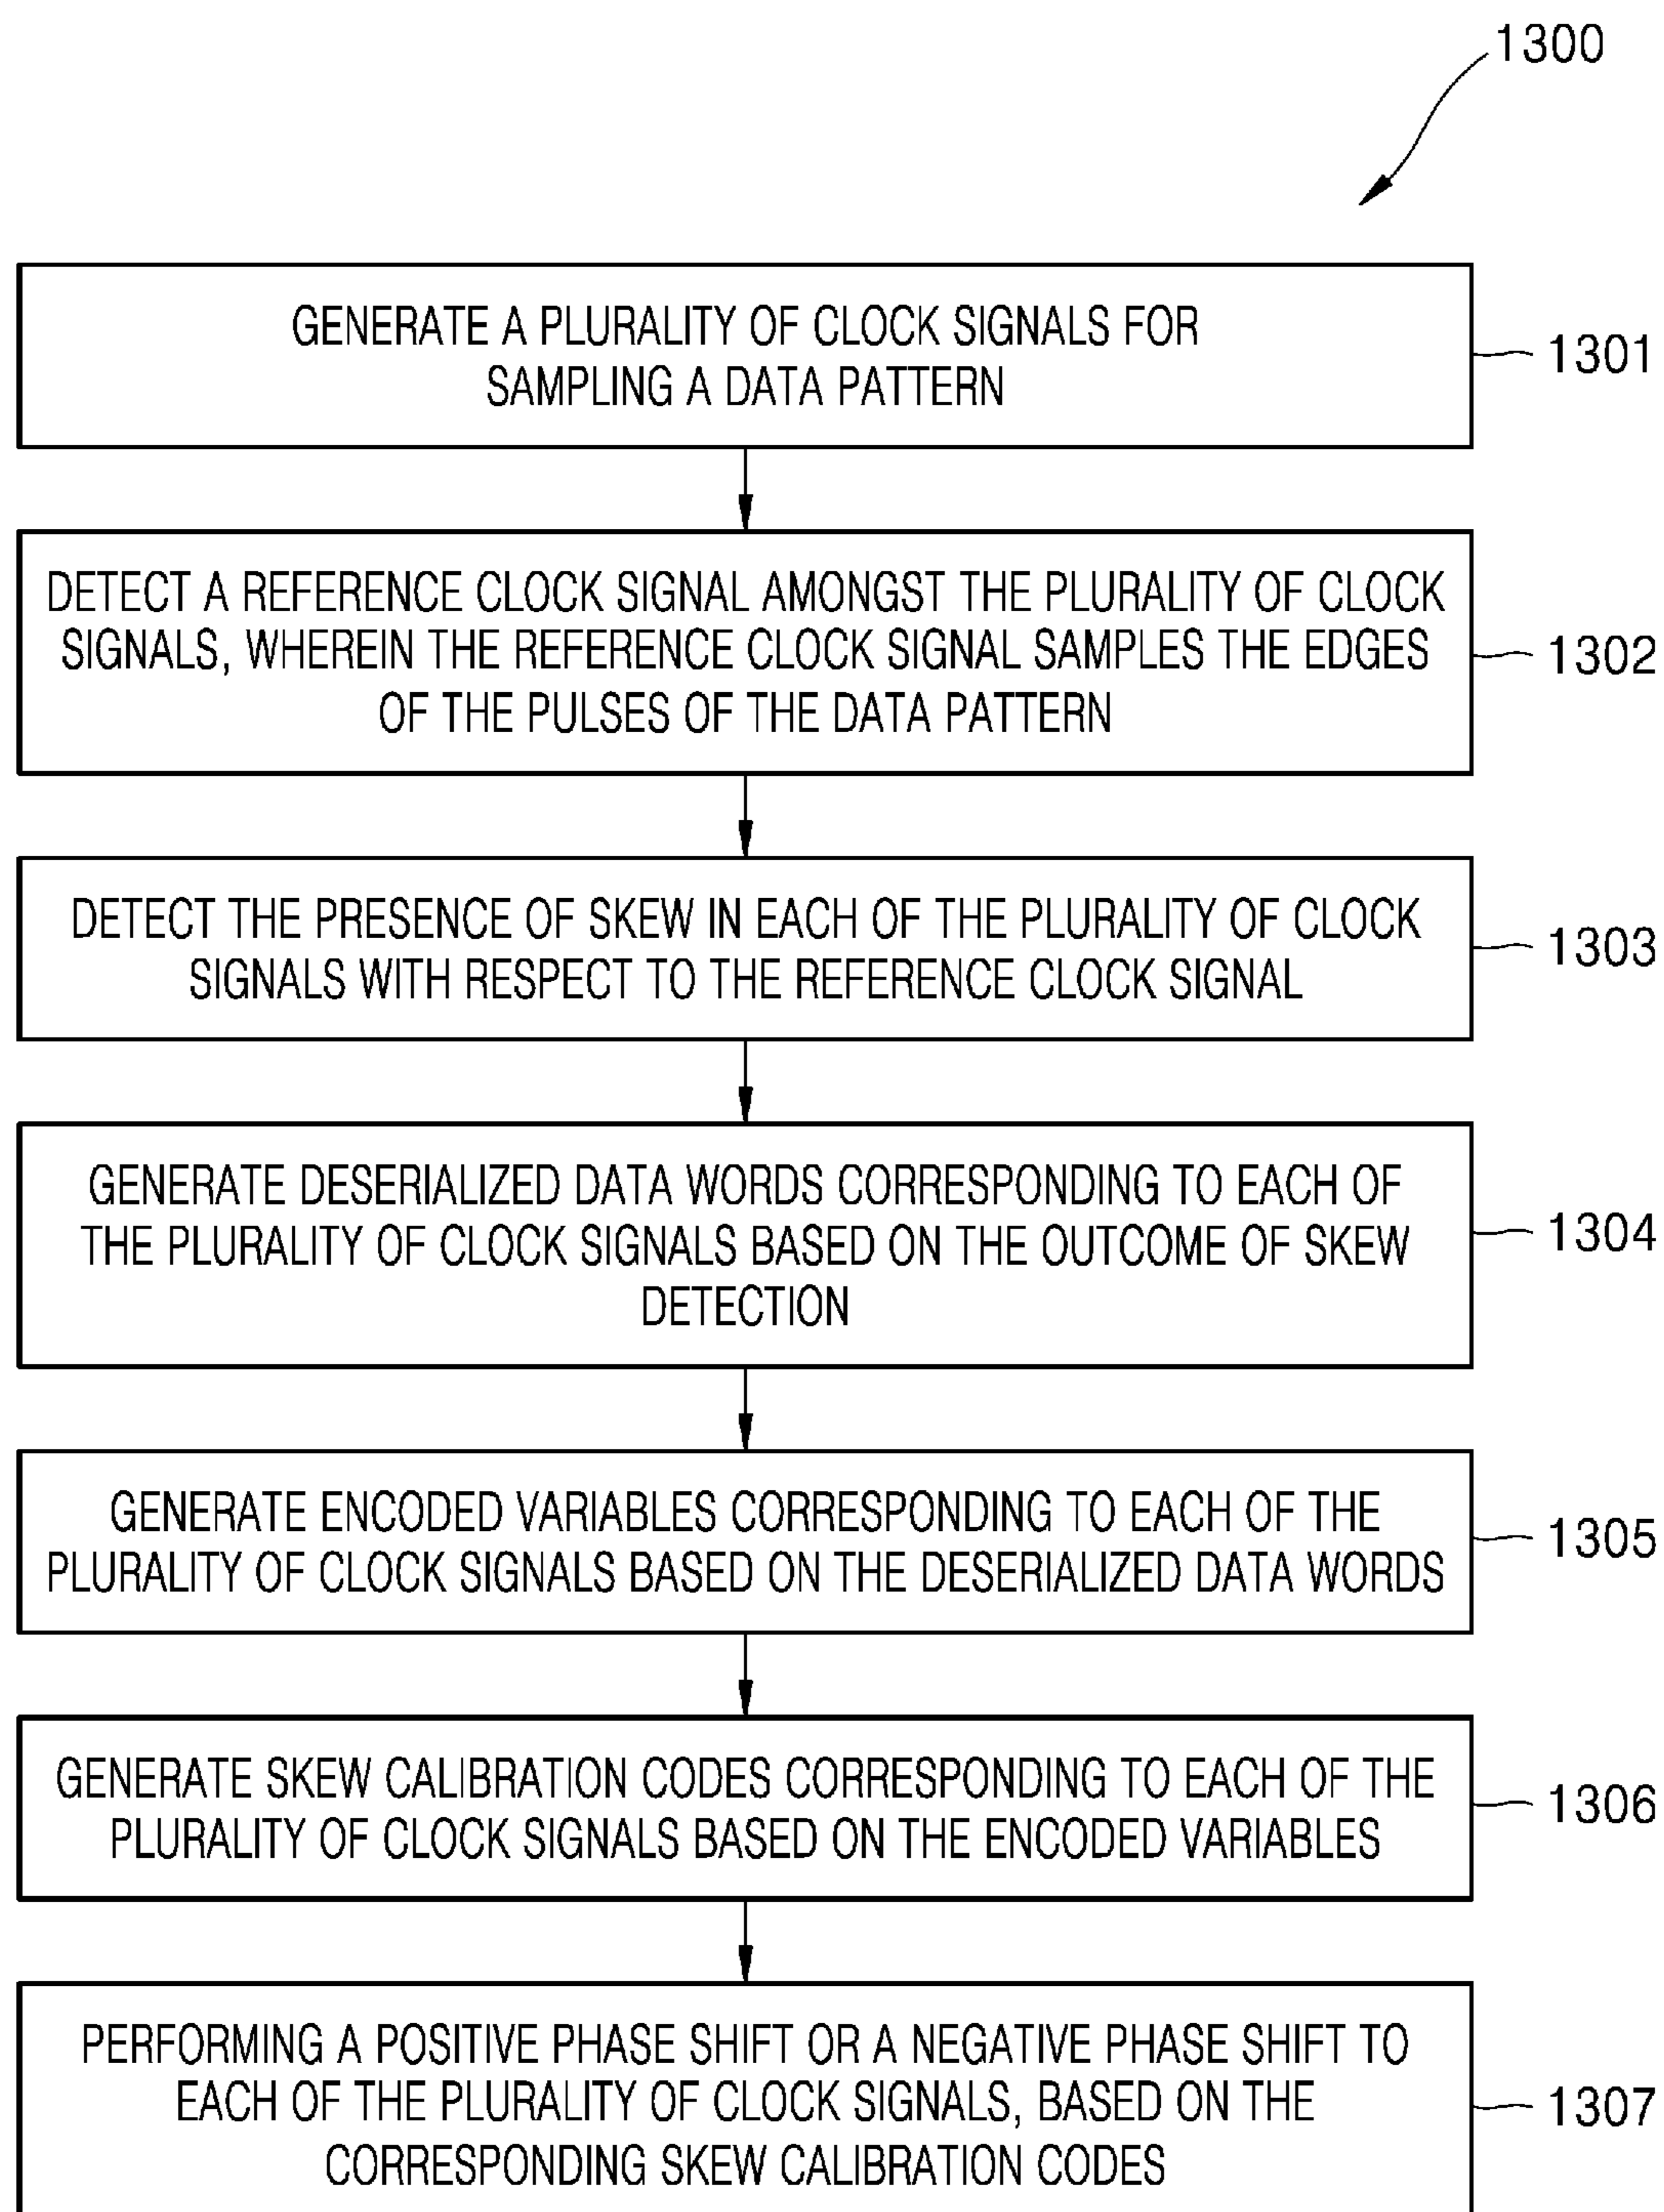 1300
GENERATE A PLURALITY OF CLOCK SIGNALS FOR
SAMPLING A DATA PATTERN
1301
DETECT A REFERENCE CLOCK SIGNAL AMONGST THE PLURALITY OF CLOCK
SIGNALS, WHEREIN THE REFERENCE CLOCK SIGNAL SAMPLES THE EDGES
OF THE PULSES OF THE DATA PATTERN
1302
DETECT THE PRESENCE OF SKEW IN EACH OF THE PLURALITY OF CLOCK
SIGNALS WITH RESPECT TO THE REFERENCE CLOCK SIGNAL
1303
GENERATE DESERIALIZED DATA WORDS CORRESPONDING TO EACH OF
THE PLURALITY OF CLOCK SIGNALS BASED ON THE OUTCOME OF SKEW
DETECTION
1304
GENERATE ENCODED VARIABLES CORRESPONDING TO EACH OF THE
PLURALITY OF CLOCK SIGNALS BASED ON THE DESERIALIZED DATA WORDS
1305
GENERATE SKEW CALIBRATION CODES CORRESPONDING TO EACH OF THE
PLURALITY OF CLOCK SIGNALS BASED ON THE ENCODED VARIABLES
1306
PERFORMING A POSITIVE PHASE SHIFT OR A NEGATIVE PHASE SHIFT TO
EACH OF THE PLURALITY OF CLOCK SIGNALS, BASED ON THE
CORRESPONDING SKEW CALIBRATION CODES
1307